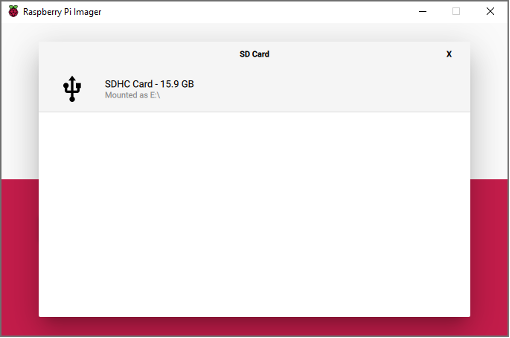 Raspberry Pi Imager
SD Card
X
SDHC Card - 15.9 GB
Mounted as E:\